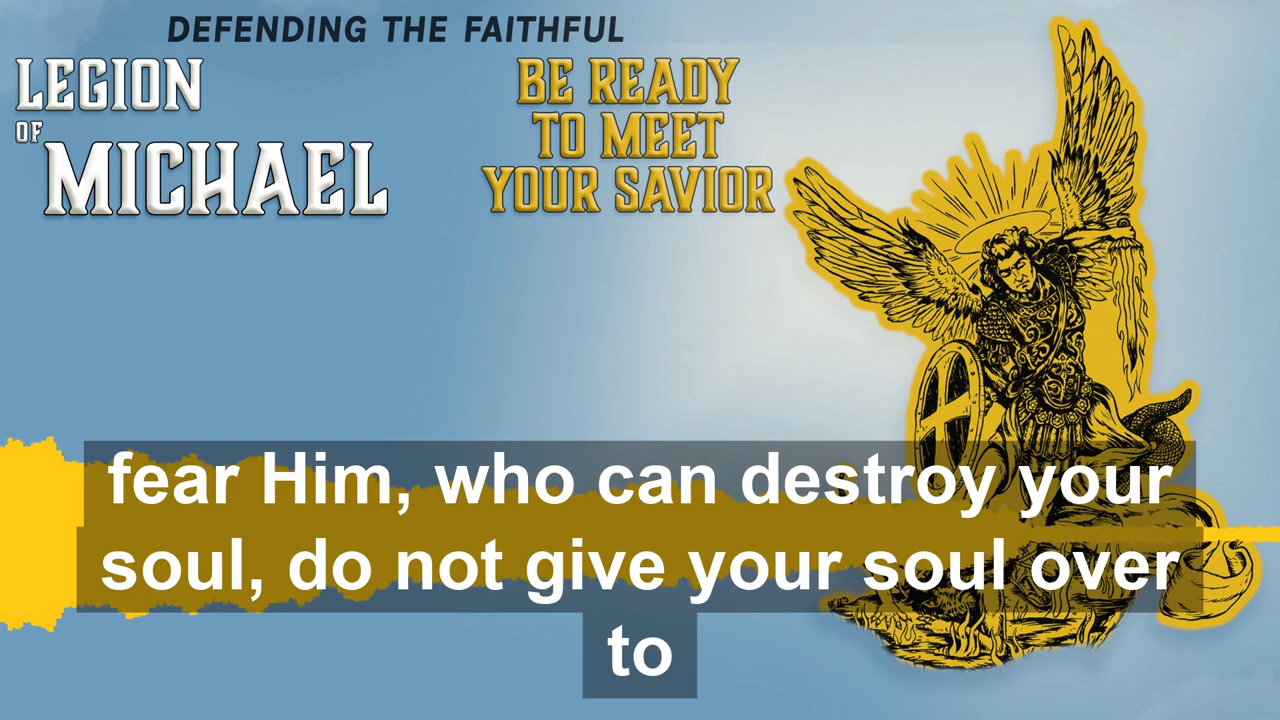 DEFENDING THE FAITHFUL
LEGION
OF
MICHAEL
BE READY
TO MEET
YOUR SAVIOR
fear Him, who can destroy your
soul, do not give your soul over
to